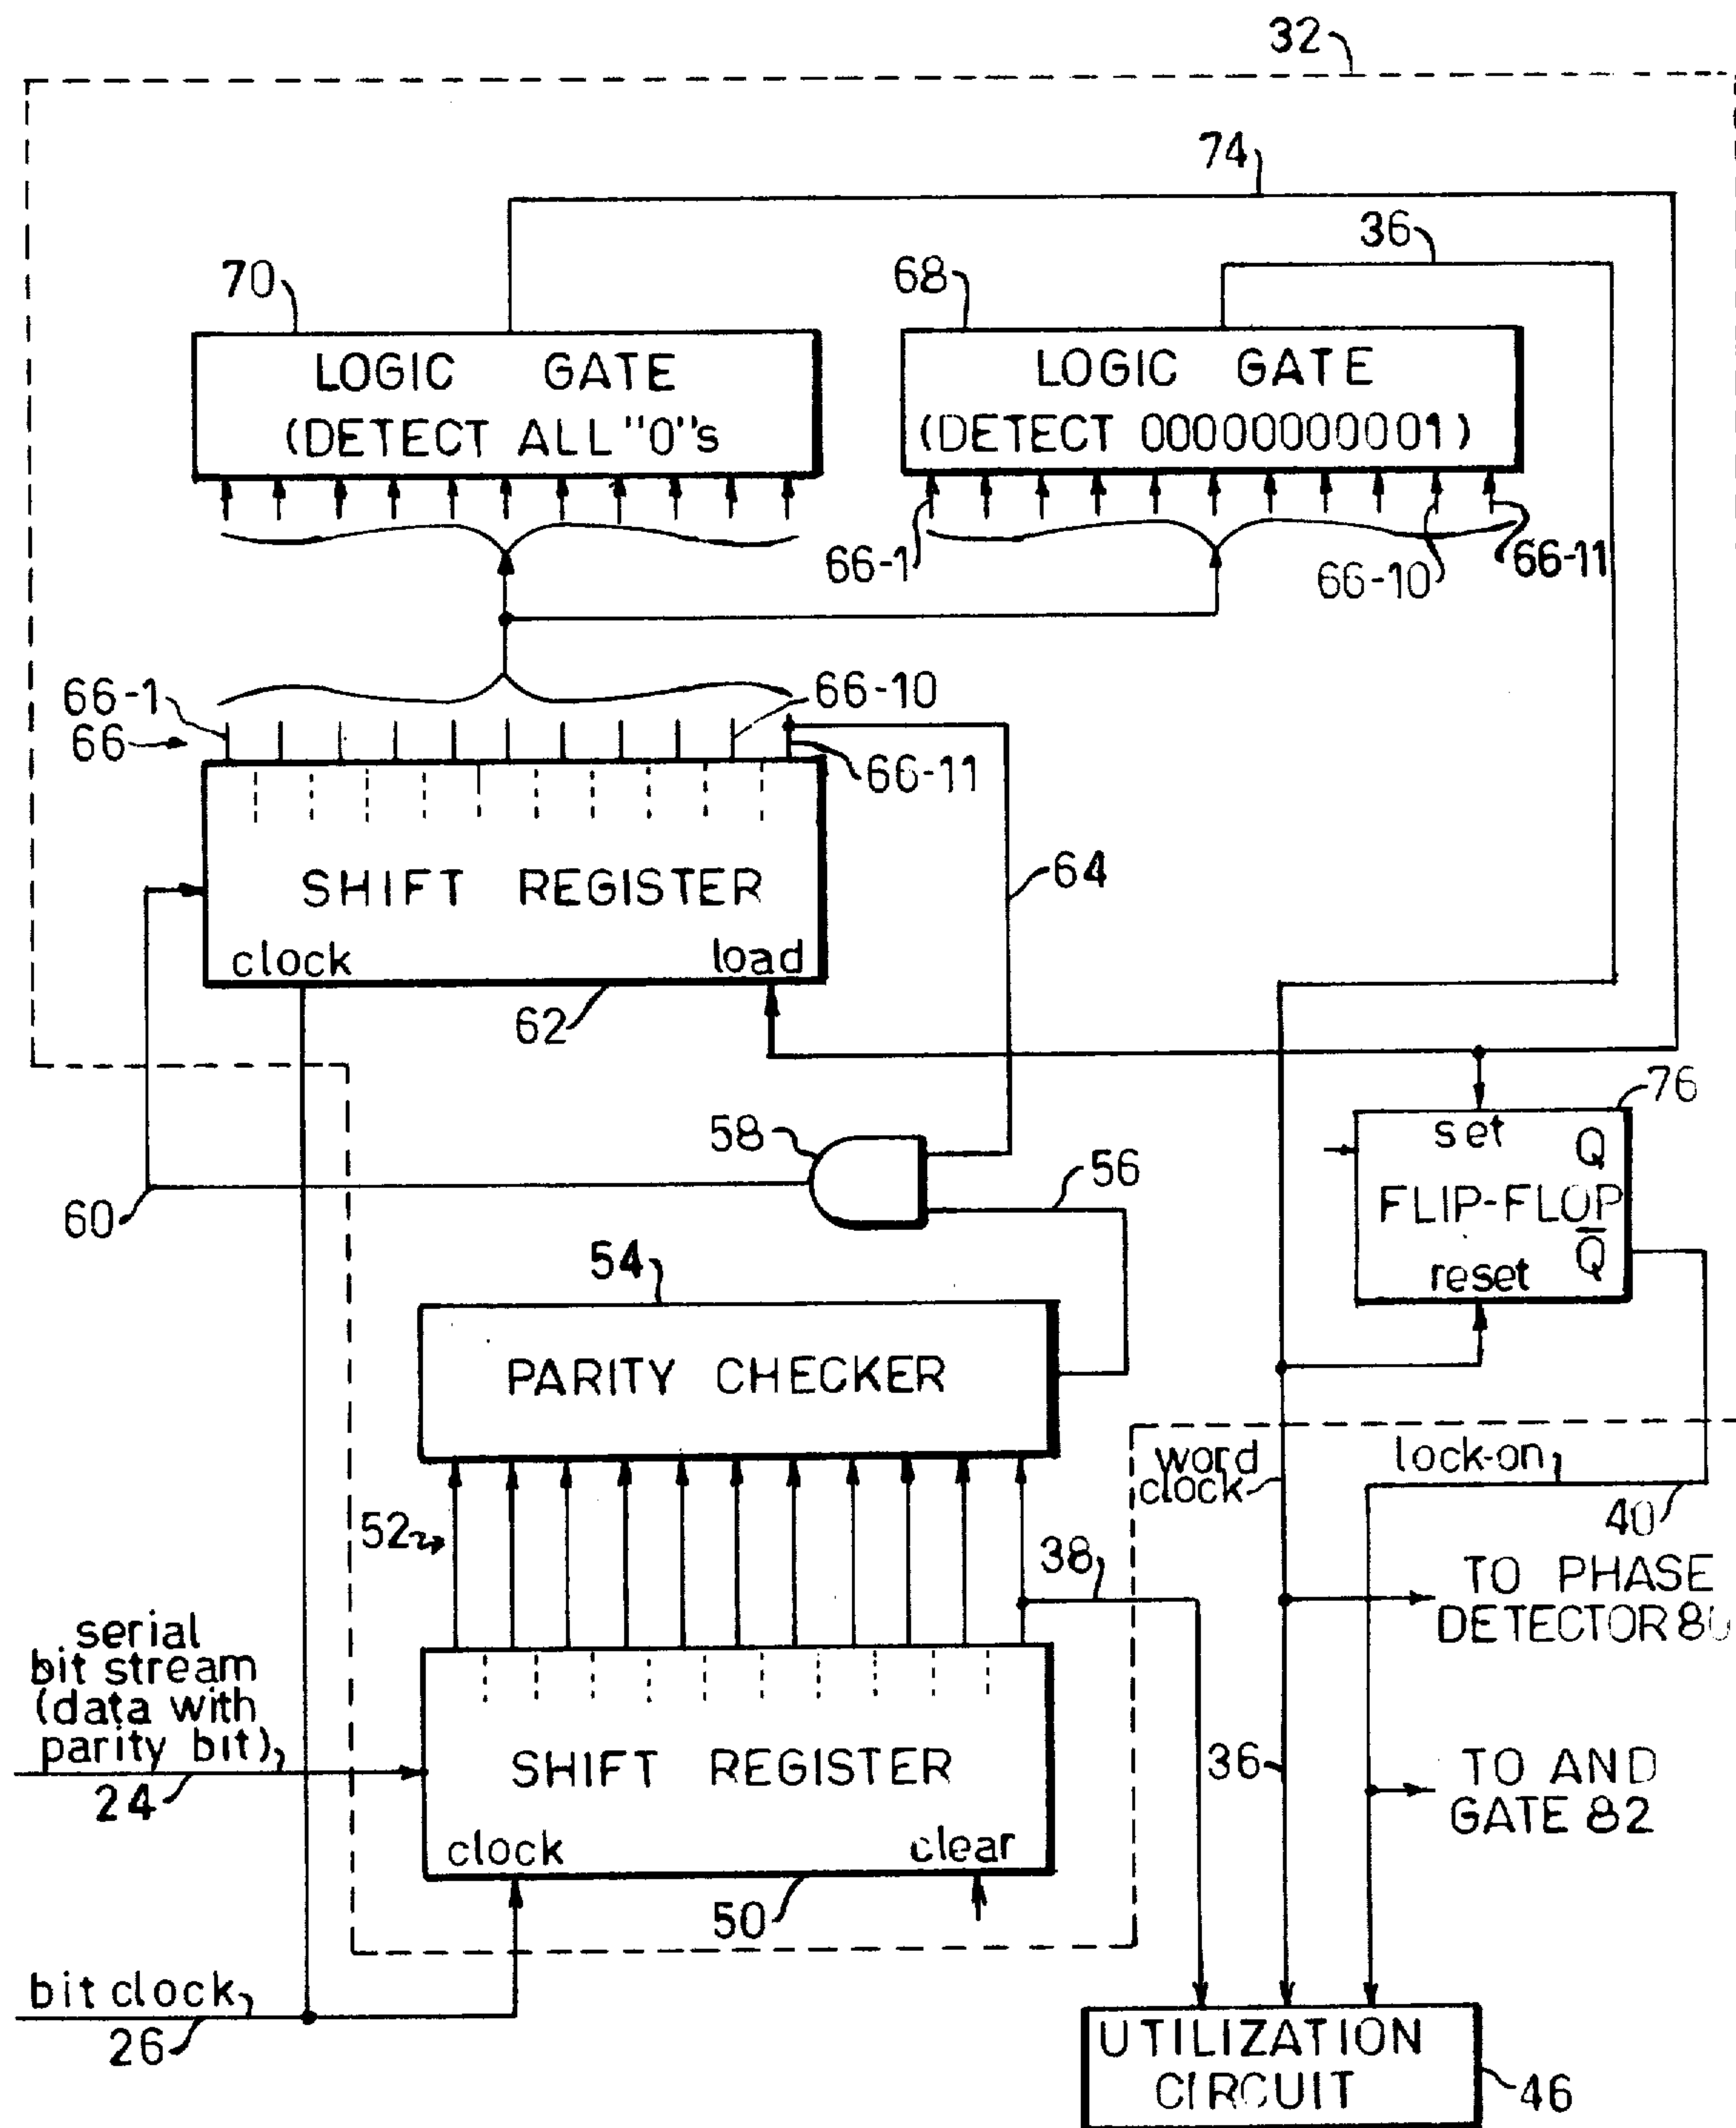 32
74
36
70
68
LOGIC GATE
(DETECT ALL "0"s
LOGIC GATE
(DETECT 00000000001)
66-1
66-10
66-11
66-1
66
66-10
66-11
SHIFT REGISTER
clock
load
62
64
76
set
Q
FLIP-FLOP
Q̅
reset
58
56
60
54
PARITY CHECKER
word
clock
lock-on
40
52
38
TO PHASE
DETECTOR 80
serial
bit stream
(data with
parity bit)
24
SHIFT REGISTER
clock
clear
50
36
TO AND
GATE 82
bit clock
26
UTILIZATION
CIRCUIT
46